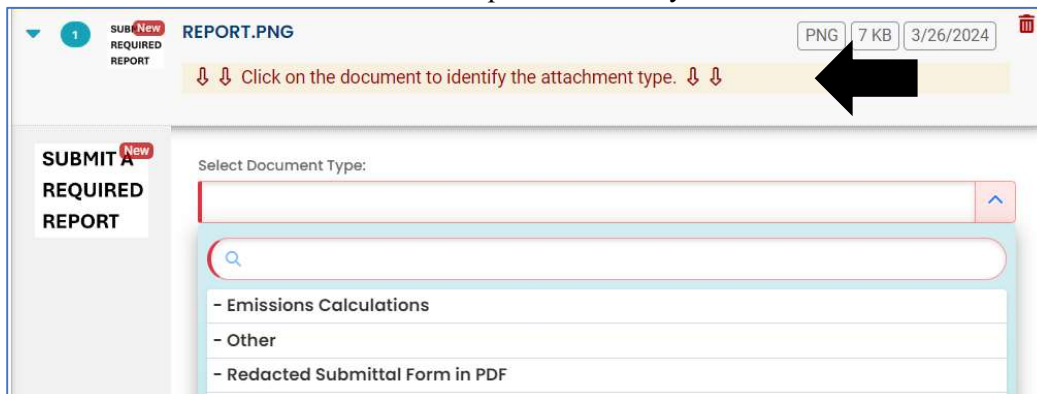 SUBM New
REQUIRED
REPORT
REPORT.PNG
PNG 7 KB 3/26/2024
⇩ ⇩ Click on the document to identify the attachment type. ⇩ ⇩
1
SUBMIT A New
REQUIRED
REPORT
Select Document Type:
- Emissions Calculations
- Other
- Redacted Submittal Form in PDF